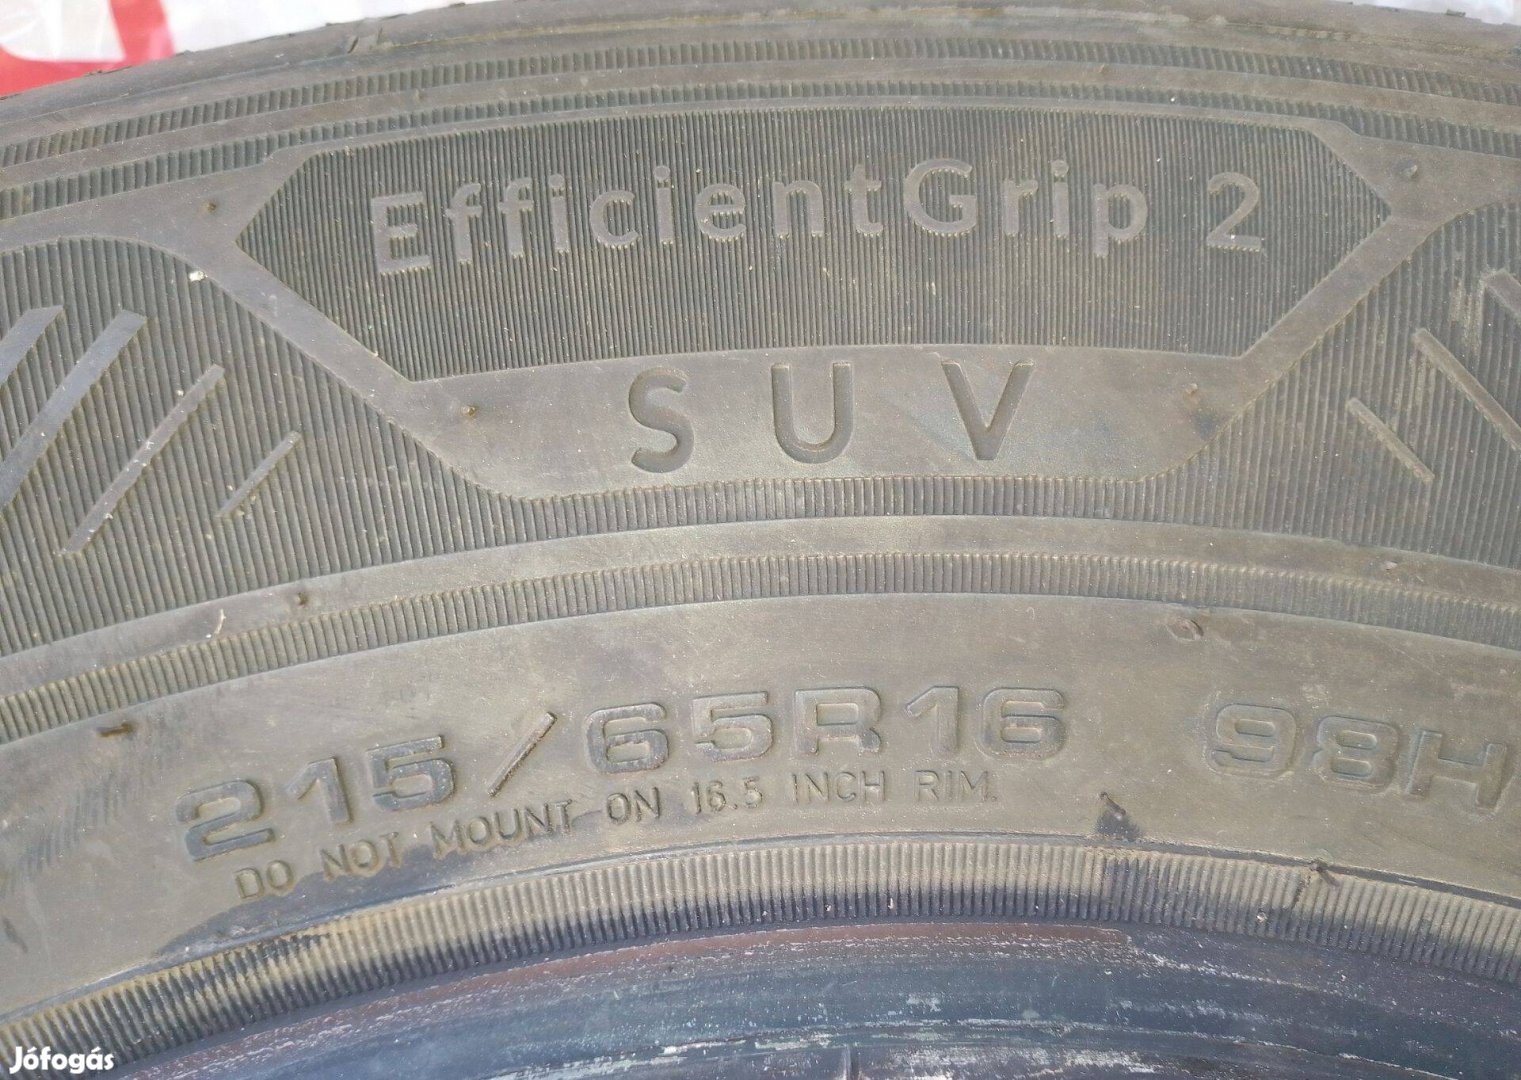 EfficientGrip 2
SUV
215/65R16 98H
DO NOT MOUNT ON 16.5 INCH RIM.
Jófogás